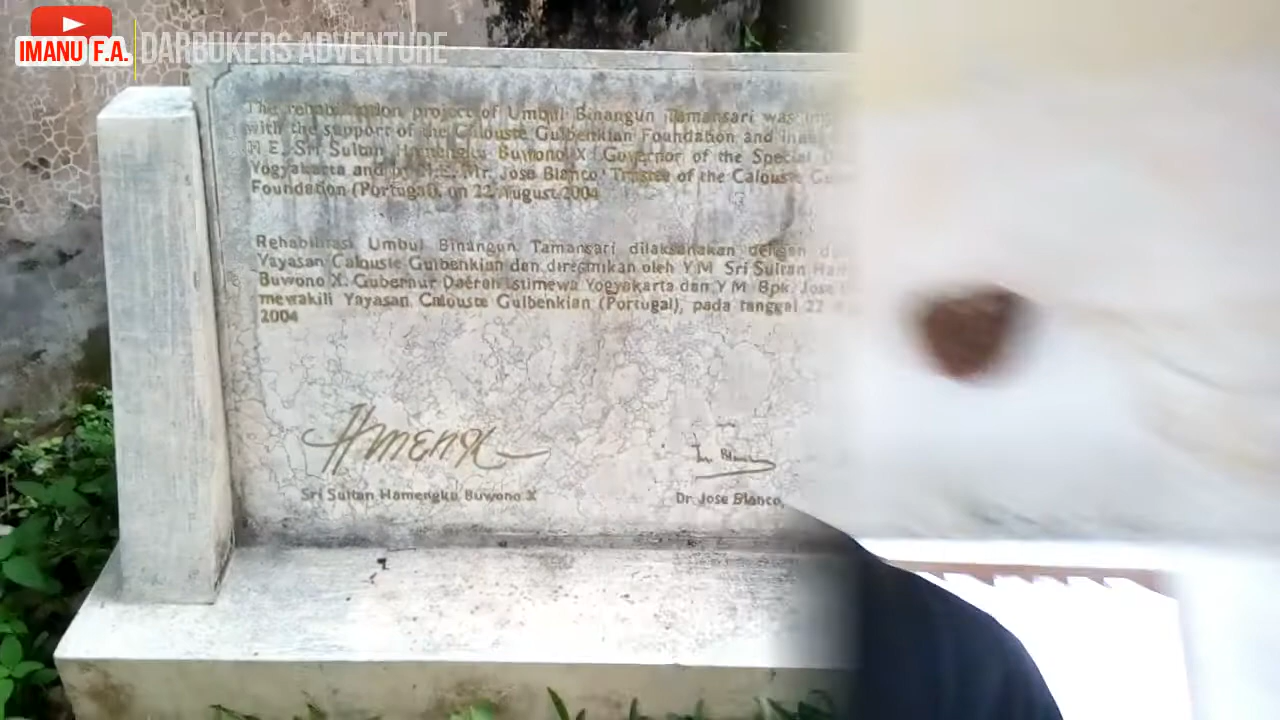 IMANU F.A.
DARBUKERS ADVENTURE
The rehabilitation project of Umbul Binangun Tamansari was
with the support of the Calouste Gulbenkian Foundation and
H.E. Sri Sultan Hamengku Buwono X, Governor of the Special
Yogyakarta and by H.E. Mr. Jose Blanco, Trustee of the Calouste
Foundation (Portugal), on 22 August 2004
Rehabilitasi Umbul Binangun Tamansari dilaksanakan dengan
Yayasan Calouste Gulbenkian dan diresmikan oleh Y.M. Sri Sultan
Buwono X, Gubernur Daerah Istimewa Yogyakarta dan Y.M. Bpk. Jose
mewakili Yayasan Calouste Gulbenkian (Portugal), pada tanggal 22
2004
Sri Sultan Hamengku Buwono X
Dr Jose Blanco,